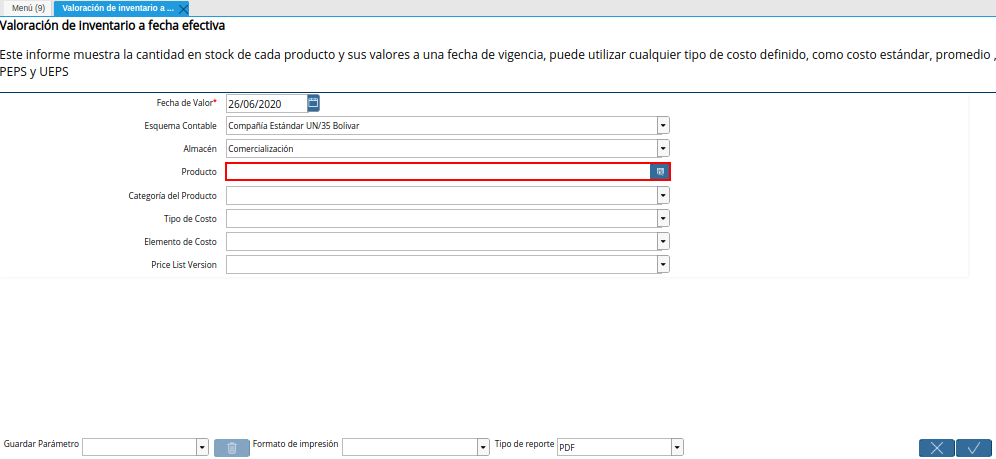 Menú (9)
Valoración de inventario a ...
Valoración de inventario a fecha efectiva
Este informe muestra la cantidad en stock de cada producto y sus valores a una fecha de vigencia, puede utilizar cualquier tipo de costo definido, como costo estándar, promedio ,
PEPS y UEPS
Fecha de Valor* 26/06/2020
Esquema Contable Compañía Estándar UN/35 Bolivar
Almacén Comercialización
Producto
Categoría del Producto
Tipo de Costo
Elemento de Costo
Price List Version
Guardar Parámetro Formato de impresión Tipo de reporte PDF